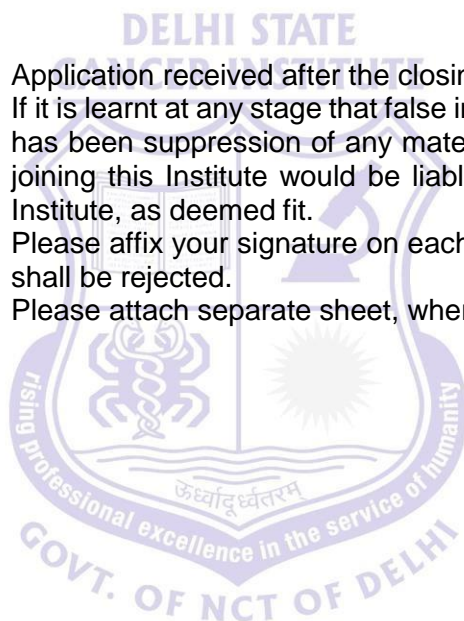 DELHI STATE
CANCER INSTITUTE
Application received after the closin
If it is learnt at any stage that false in
has been suppression of any mate
joining this Institute would be liabl
Institute, as deemed fit.
Please affix your signature on each
shall be rejected.
Please attach separate sheet, wher
rising professional excellence in the service of humanity
ऊर्ध्वादूर्ध्वतरम्
GOVT. OF NCT OF DELHI